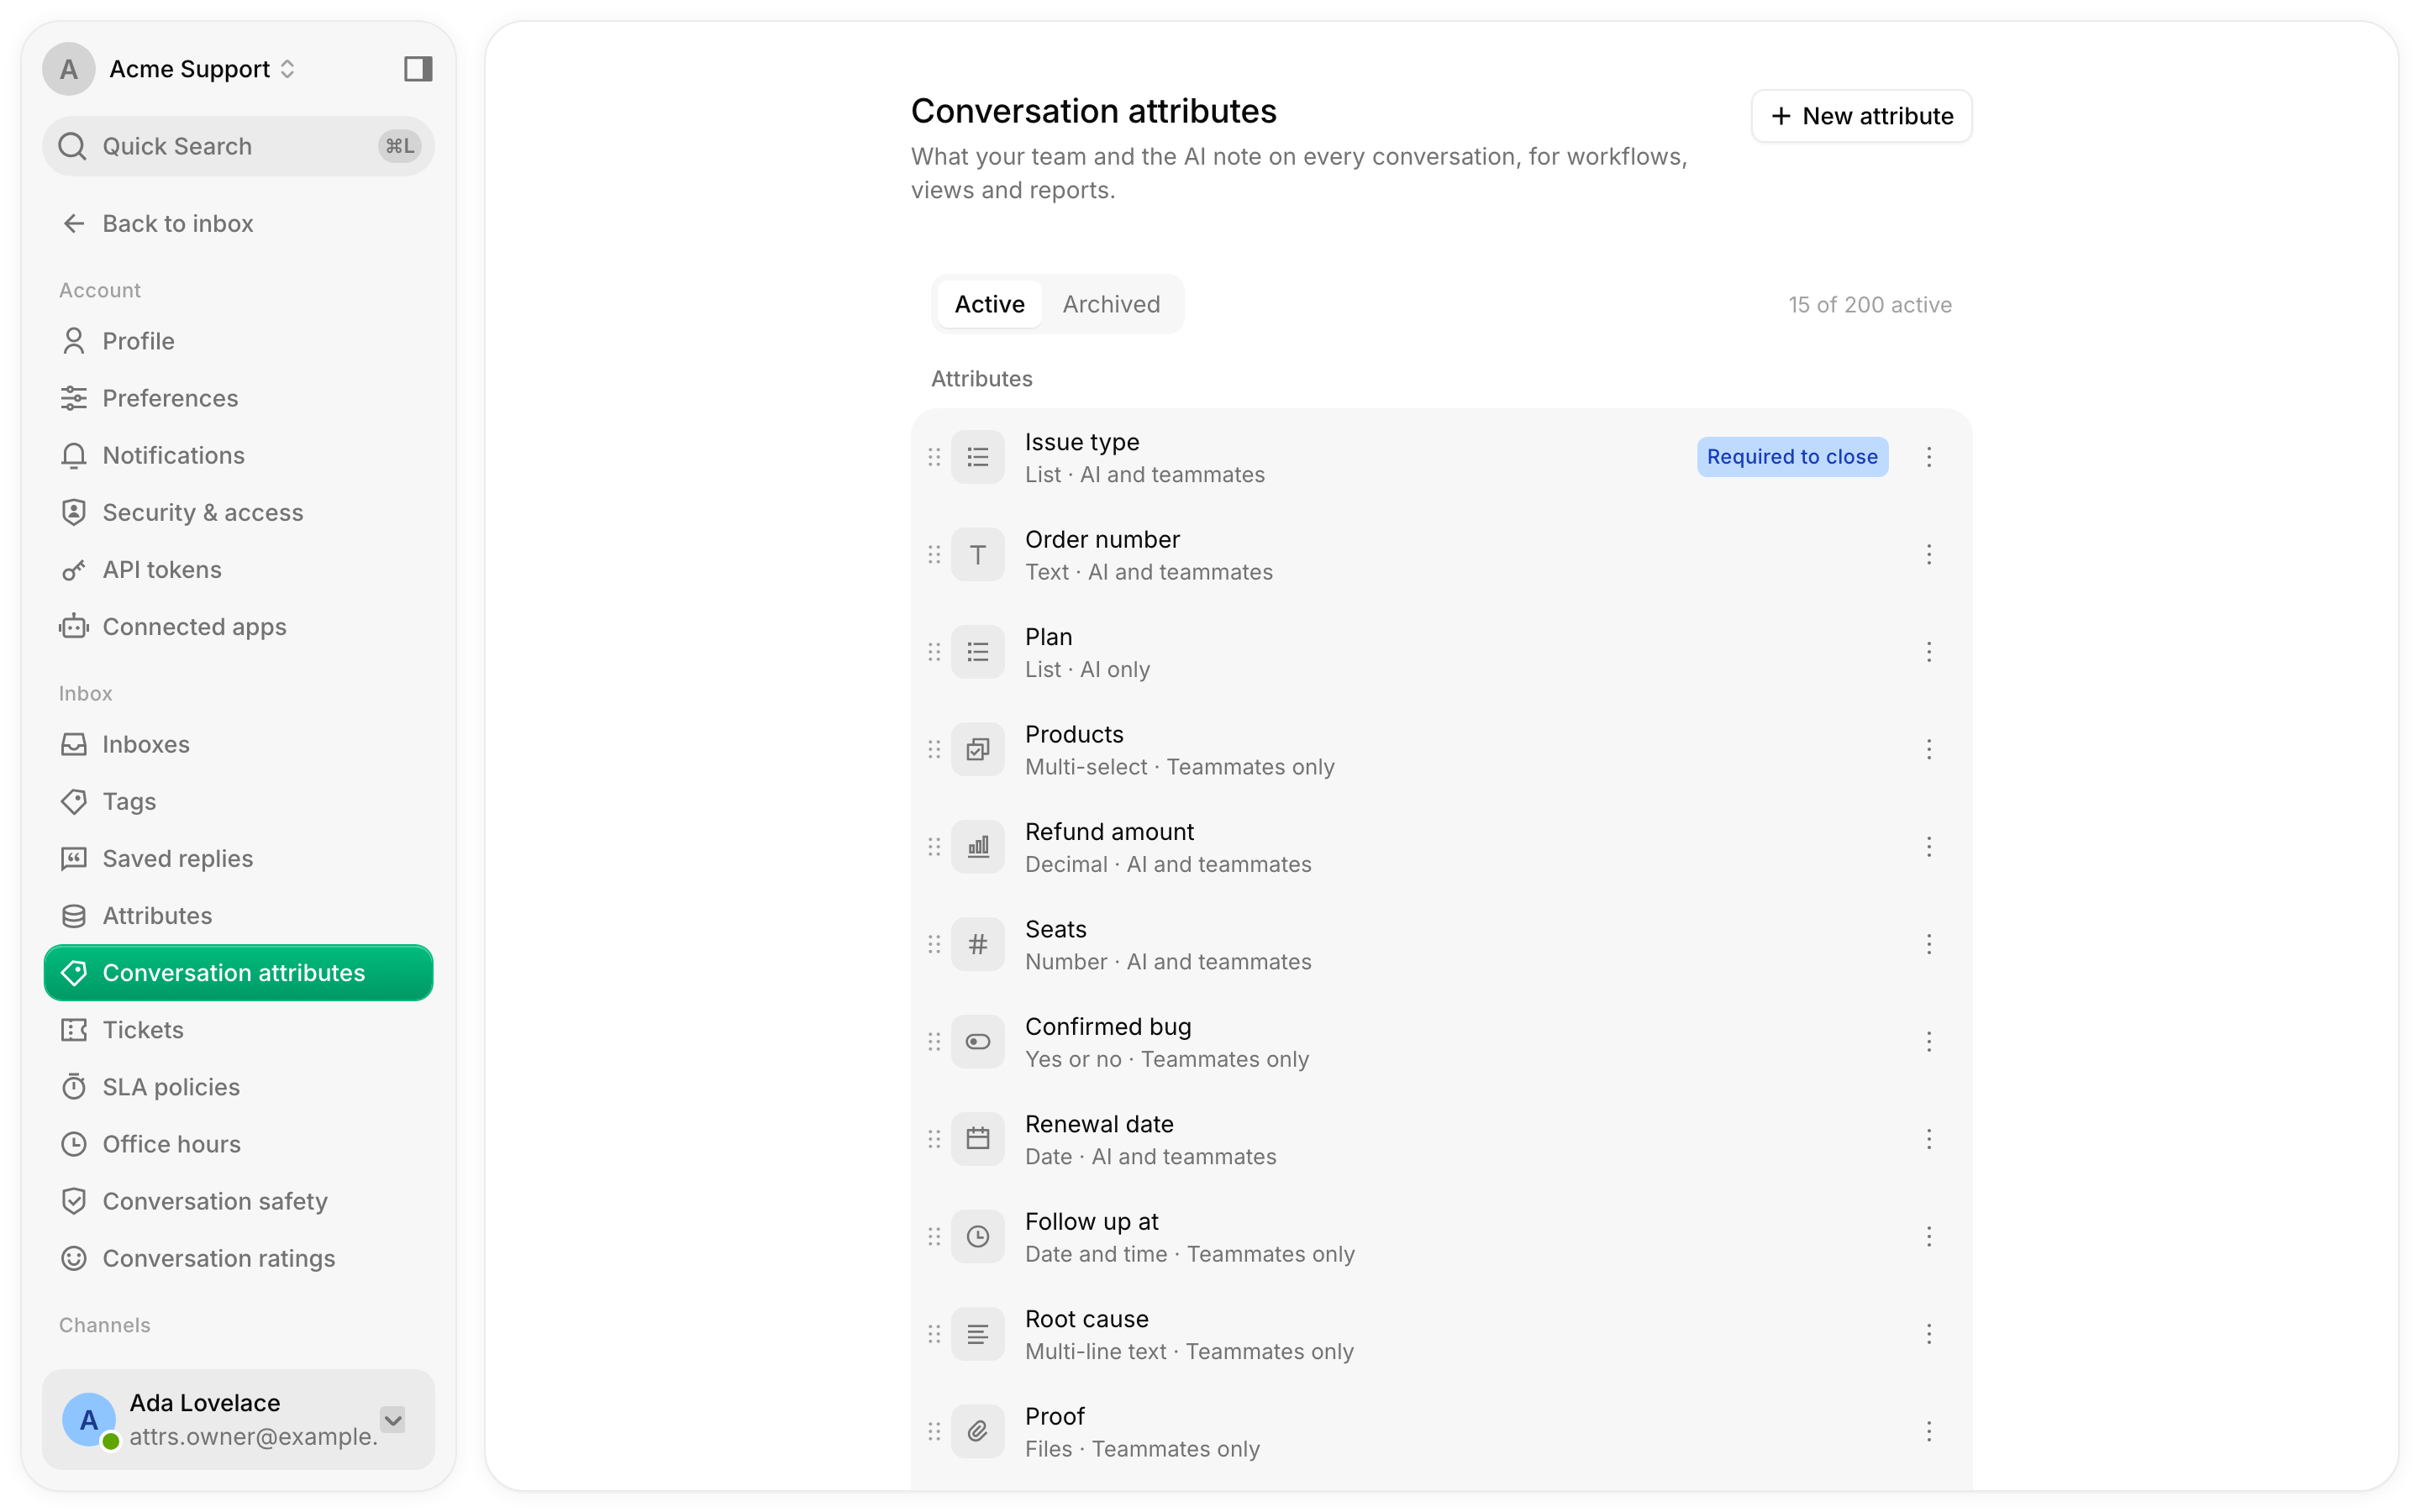 A
Acme Support
Quick Search
⌘L
Back to inbox
Account
Profile
Preferences
Notifications
Security & access
API tokens
Connected apps
Inbox
Inboxes
Tags
Saved replies
Attributes
Conversation attributes
Tickets
SLA policies
Office hours
Conversation safety
Conversation ratings
Channels
A
Ada Lovelace
attrs.owner@example.
Conversation attributes
What your team and the AI note on every conversation, for workflows,
views and reports.
New attribute
Active
Archived
15 of 200 active
Attributes
Issue type
List · AI and teammates
Required to close
Order number
Text · AI and teammates
Plan
List · AI only
Products
Multi-select · Teammates only
Refund amount
Decimal · AI and teammates
Seats
Number · AI and teammates
Confirmed bug
Yes or no · Teammates only
Renewal date
Date · AI and teammates
Follow up at
Date and time · Teammates only
Root cause
Multi-line text · Teammates only
Proof
Files · Teammates only